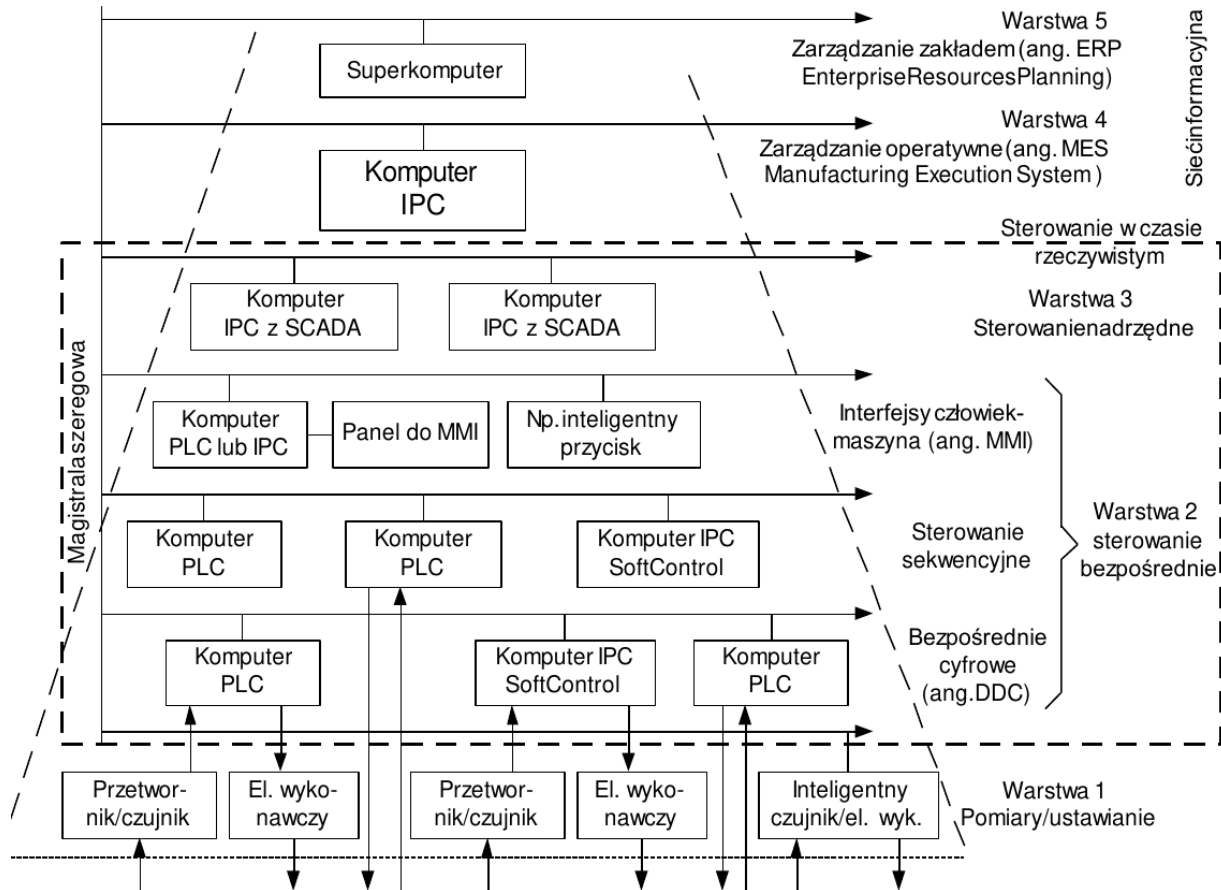 Warstwa 5
Zarządzanie zakładem (ang. ERP
EnterpriseResourcesPlanning)
Superkomputer
Siećinformacyjna
Warstwa 4
Zarządzanie operatywne (ang. MES
Manufacturing Execution System )
Komputer
IPC
Sterowanie w czasie
rzeczywistym
Komputer
IPC z SCADA
Komputer
IPC z SCADA
Warstwa 3
Sterowanienadrzędne
Magistralaszeregowa
Komputer
PLC lub IPC
Panel do MMI
Np. inteligentny
przycisk
Interfejsy człowiek-
maszyna (ang. MMI)
Komputer
PLC
Komputer
PLC
Komputer IPC
SoftControl
Sterowanie
sekwencyjne
Warstwa 2
sterowanie
bezpośrednie
Komputer
PLC
Komputer IPC
SoftControl
Komputer
PLC
Bezpośrednie
cyfrowe
(ang.DDC)
Przetwor-
nik/czujnik
El. wyko-
nawczy
Przetwor-
nik/czujnik
El. wyko-
nawczy
Inteligentny
czujnik/el. wyk.
Warstwa 1
Pomiary/ustawianie